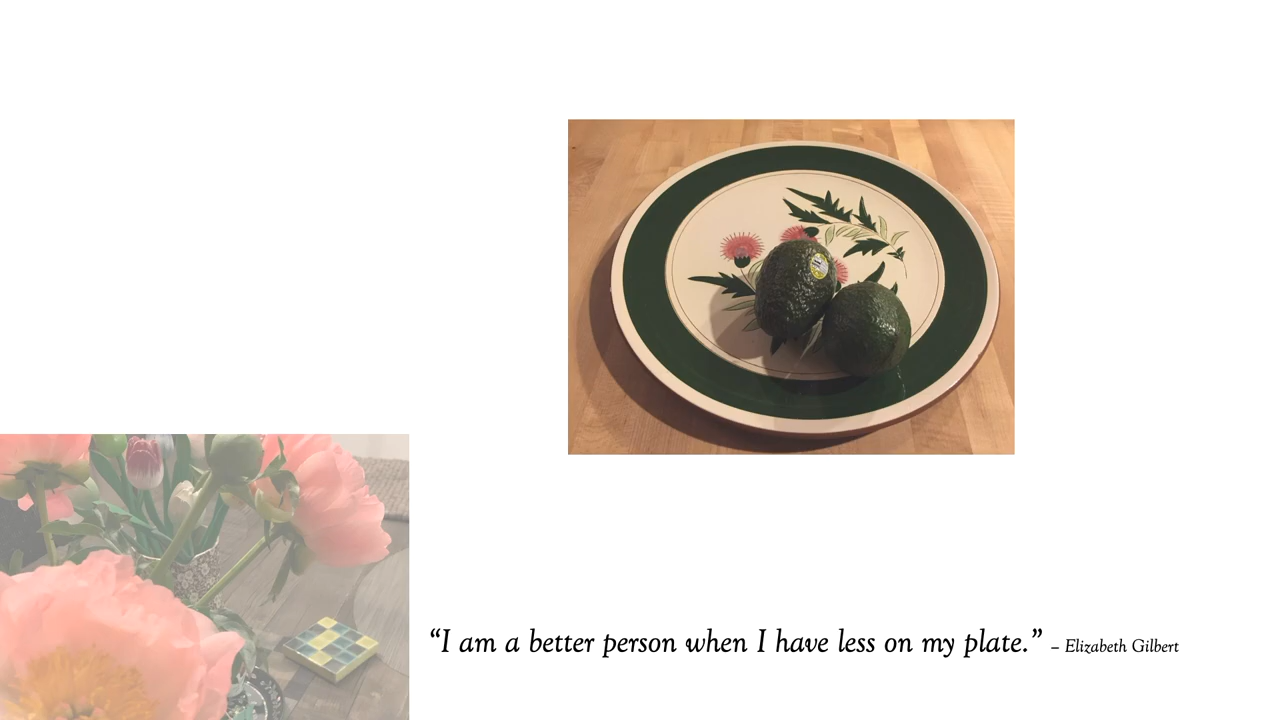 “I am a better person when I have less on my plate.” – Elizabeth Gilbert